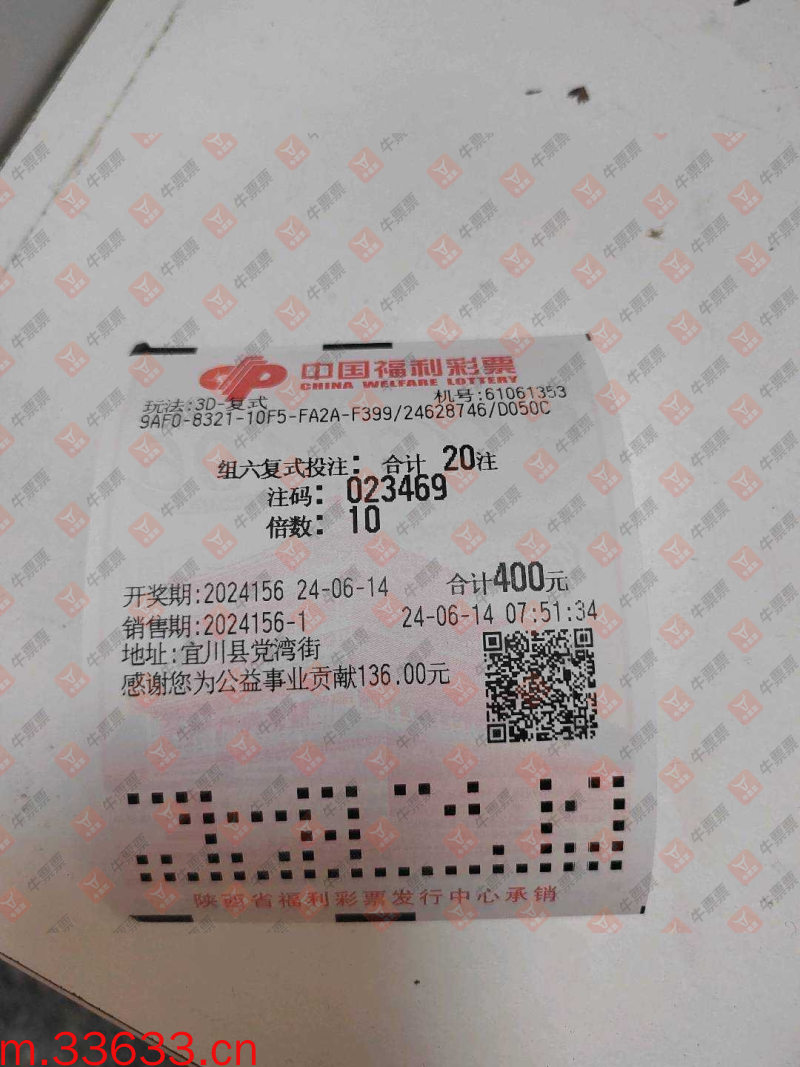 中国福利彩票
CHINA WELFARE LOTTERY
玩法:3D-复式 机号:61061353
9AF0-8321-10F5-FA2A-F399/24628746/D050C
组六复式投注: 合计 20注
注码: 023469
倍数: 10
开奖期:2024156 24-06-14 合计400元
销售期:2024156-1 24-06-14 07:51:34
地址:宜川县党湾街
感谢您为公益事业贡献136.00元
陕西省福利彩票发行中心承销
牛票票
m.33633.cn